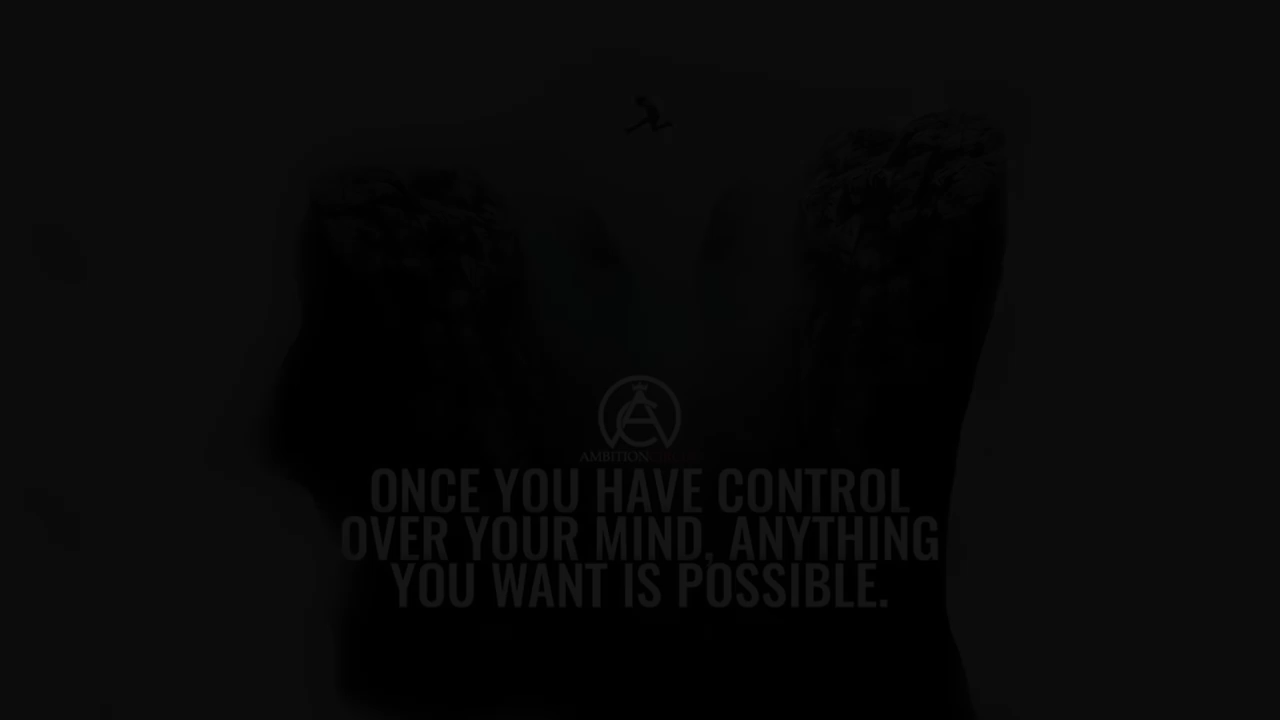 AMBITION
ONCE YOU HAVE CONTROL
OVER YOUR MIND, ANYTHING
YOU WANT IS POSSIBLE.